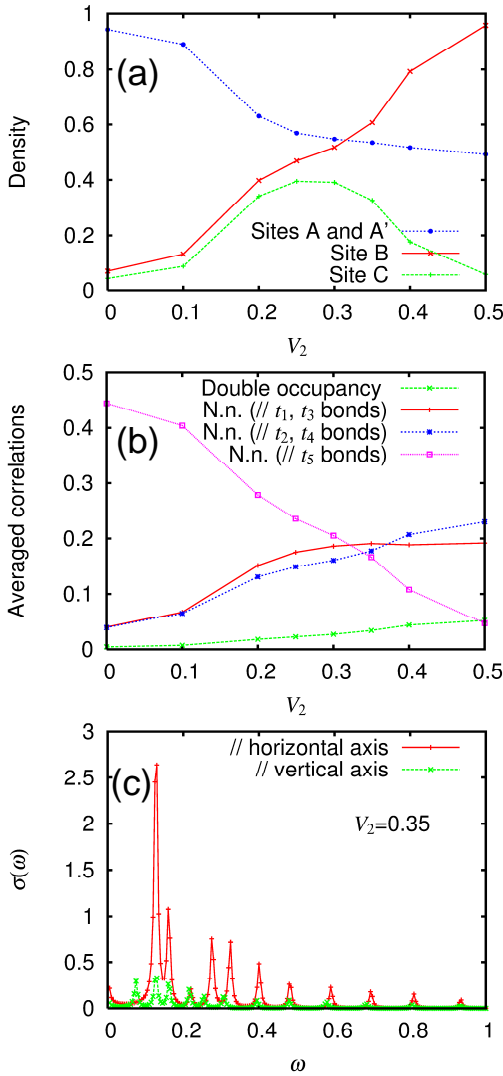 (a)
1
0.8
0.6
0.4
0.2
0
Density
Sites A and A'
Site B
Site C
0 0.1 0.2 0.3 0.4 0.5
V2
(b)
0.5
0.4
0.3
0.2
0.1
0
Averaged correlations
Double occupancy
N.n. (// t1, t3 bonds)
N.n. (// t2, t4 bonds)
N.n. (// t5 bonds)
0 0.1 0.2 0.3 0.4 0.5
V2
(c)
3
2.5
2
1.5
1
0.5
0
σ(ω)
// horizontal axis
// vertical axis
V2=0.35
0 0.2 0.4 0.6 0.8 1
ω